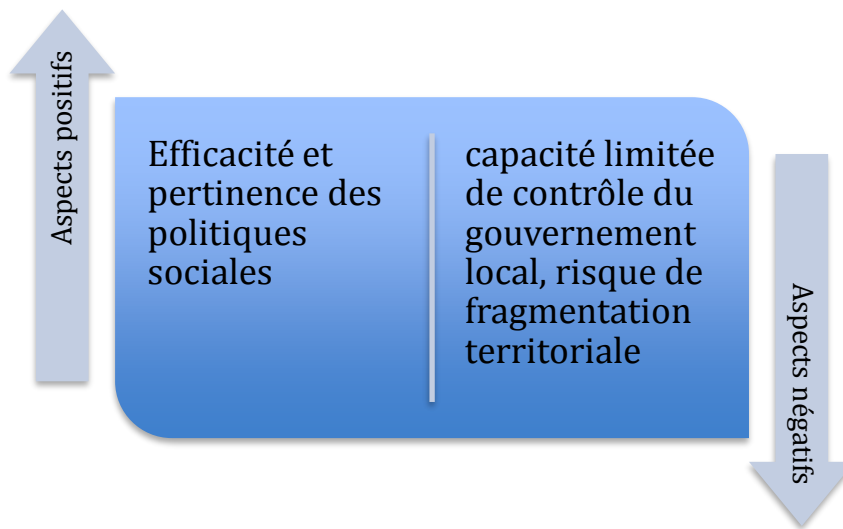 Aspects positifs
Efficacité et
pertinence des
politiques
sociales
capacité limitée
de contrôle du
gouvernement
local, risque de
fragmentation
territoriale
Aspects négatifs